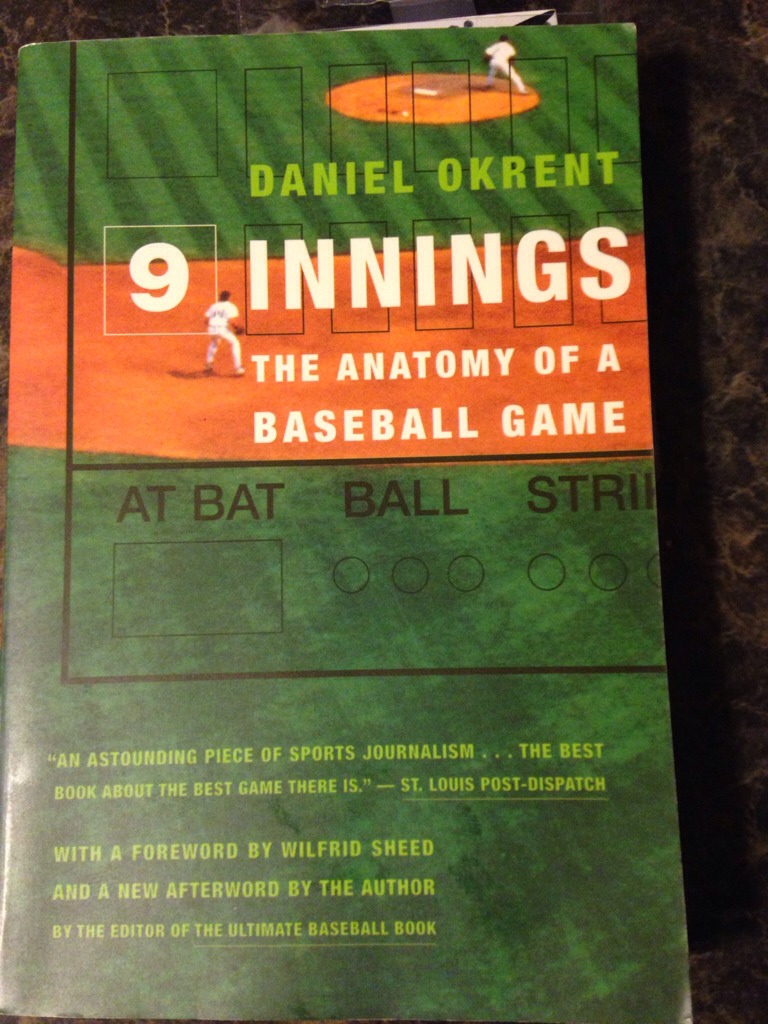 DANIEL OKRENT
9 INNINGS
THE ANATOMY OF A
BASEBALL GAME
AT BAT BALL STRIK
"AN ASTOUNDING PIECE OF SPORTS JOURNALISM . . . THE BEST
BOOK ABOUT THE BEST GAME THERE IS." — ST. LOUIS POST-DISPATCH
WITH A FOREWORD BY WILFRID SHEED
AND A NEW AFTERWORD BY THE AUTHOR
BY THE EDITOR OF THE ULTIMATE BASEBALL BOOK